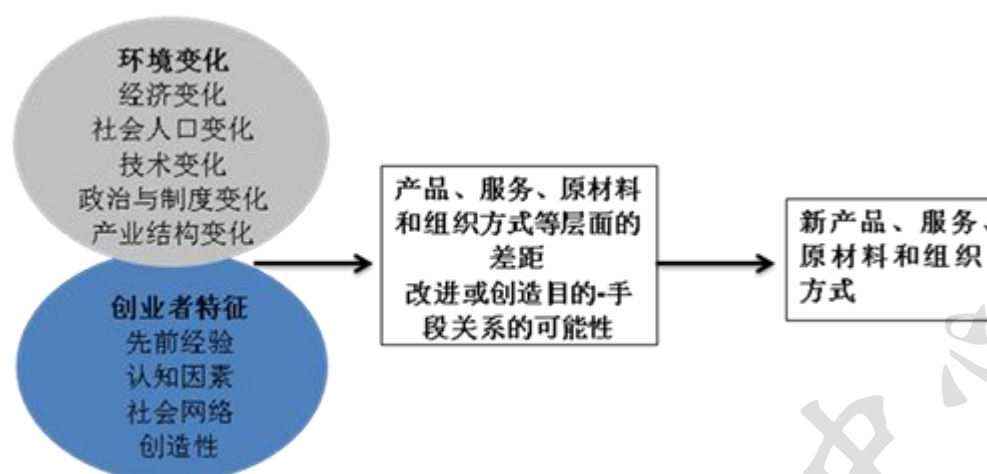 环境变化
经济变化
社会人口变化
技术变化
政治与制度变化
产业结构变化
创业者特征
先前经验
认知因素
社会网络
创造性
产品、服务、原材料
和组织方式等层面的
差距
改进或创造目的-手
段关系的可能性
新产品、服务、
原材料和组织
方式